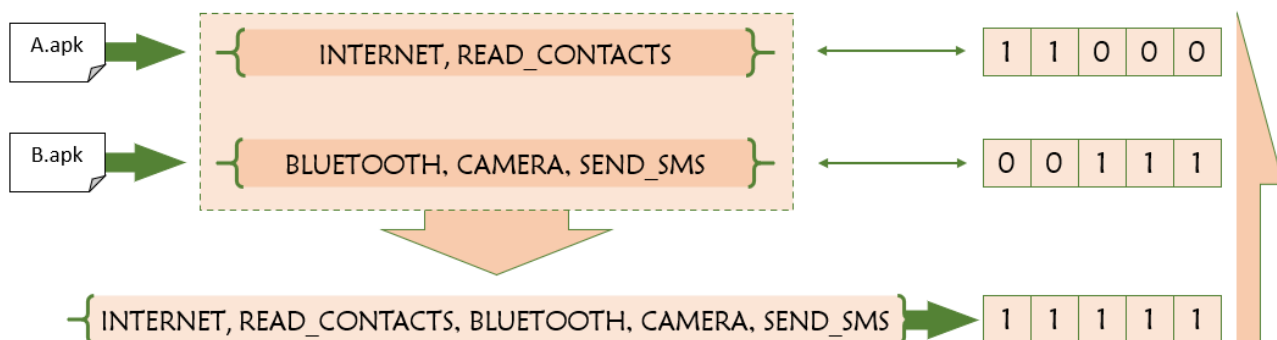 A.apk
INTERNET, READ_CONTACTS
1 1 0 0 0
B.apk
BLUETOOTH, CAMERA, SEND_SMS
0 0 1 1 1
INTERNET, READ_CONTACTS, BLUETOOTH, CAMERA, SEND_SMS
1 1 1 1 1